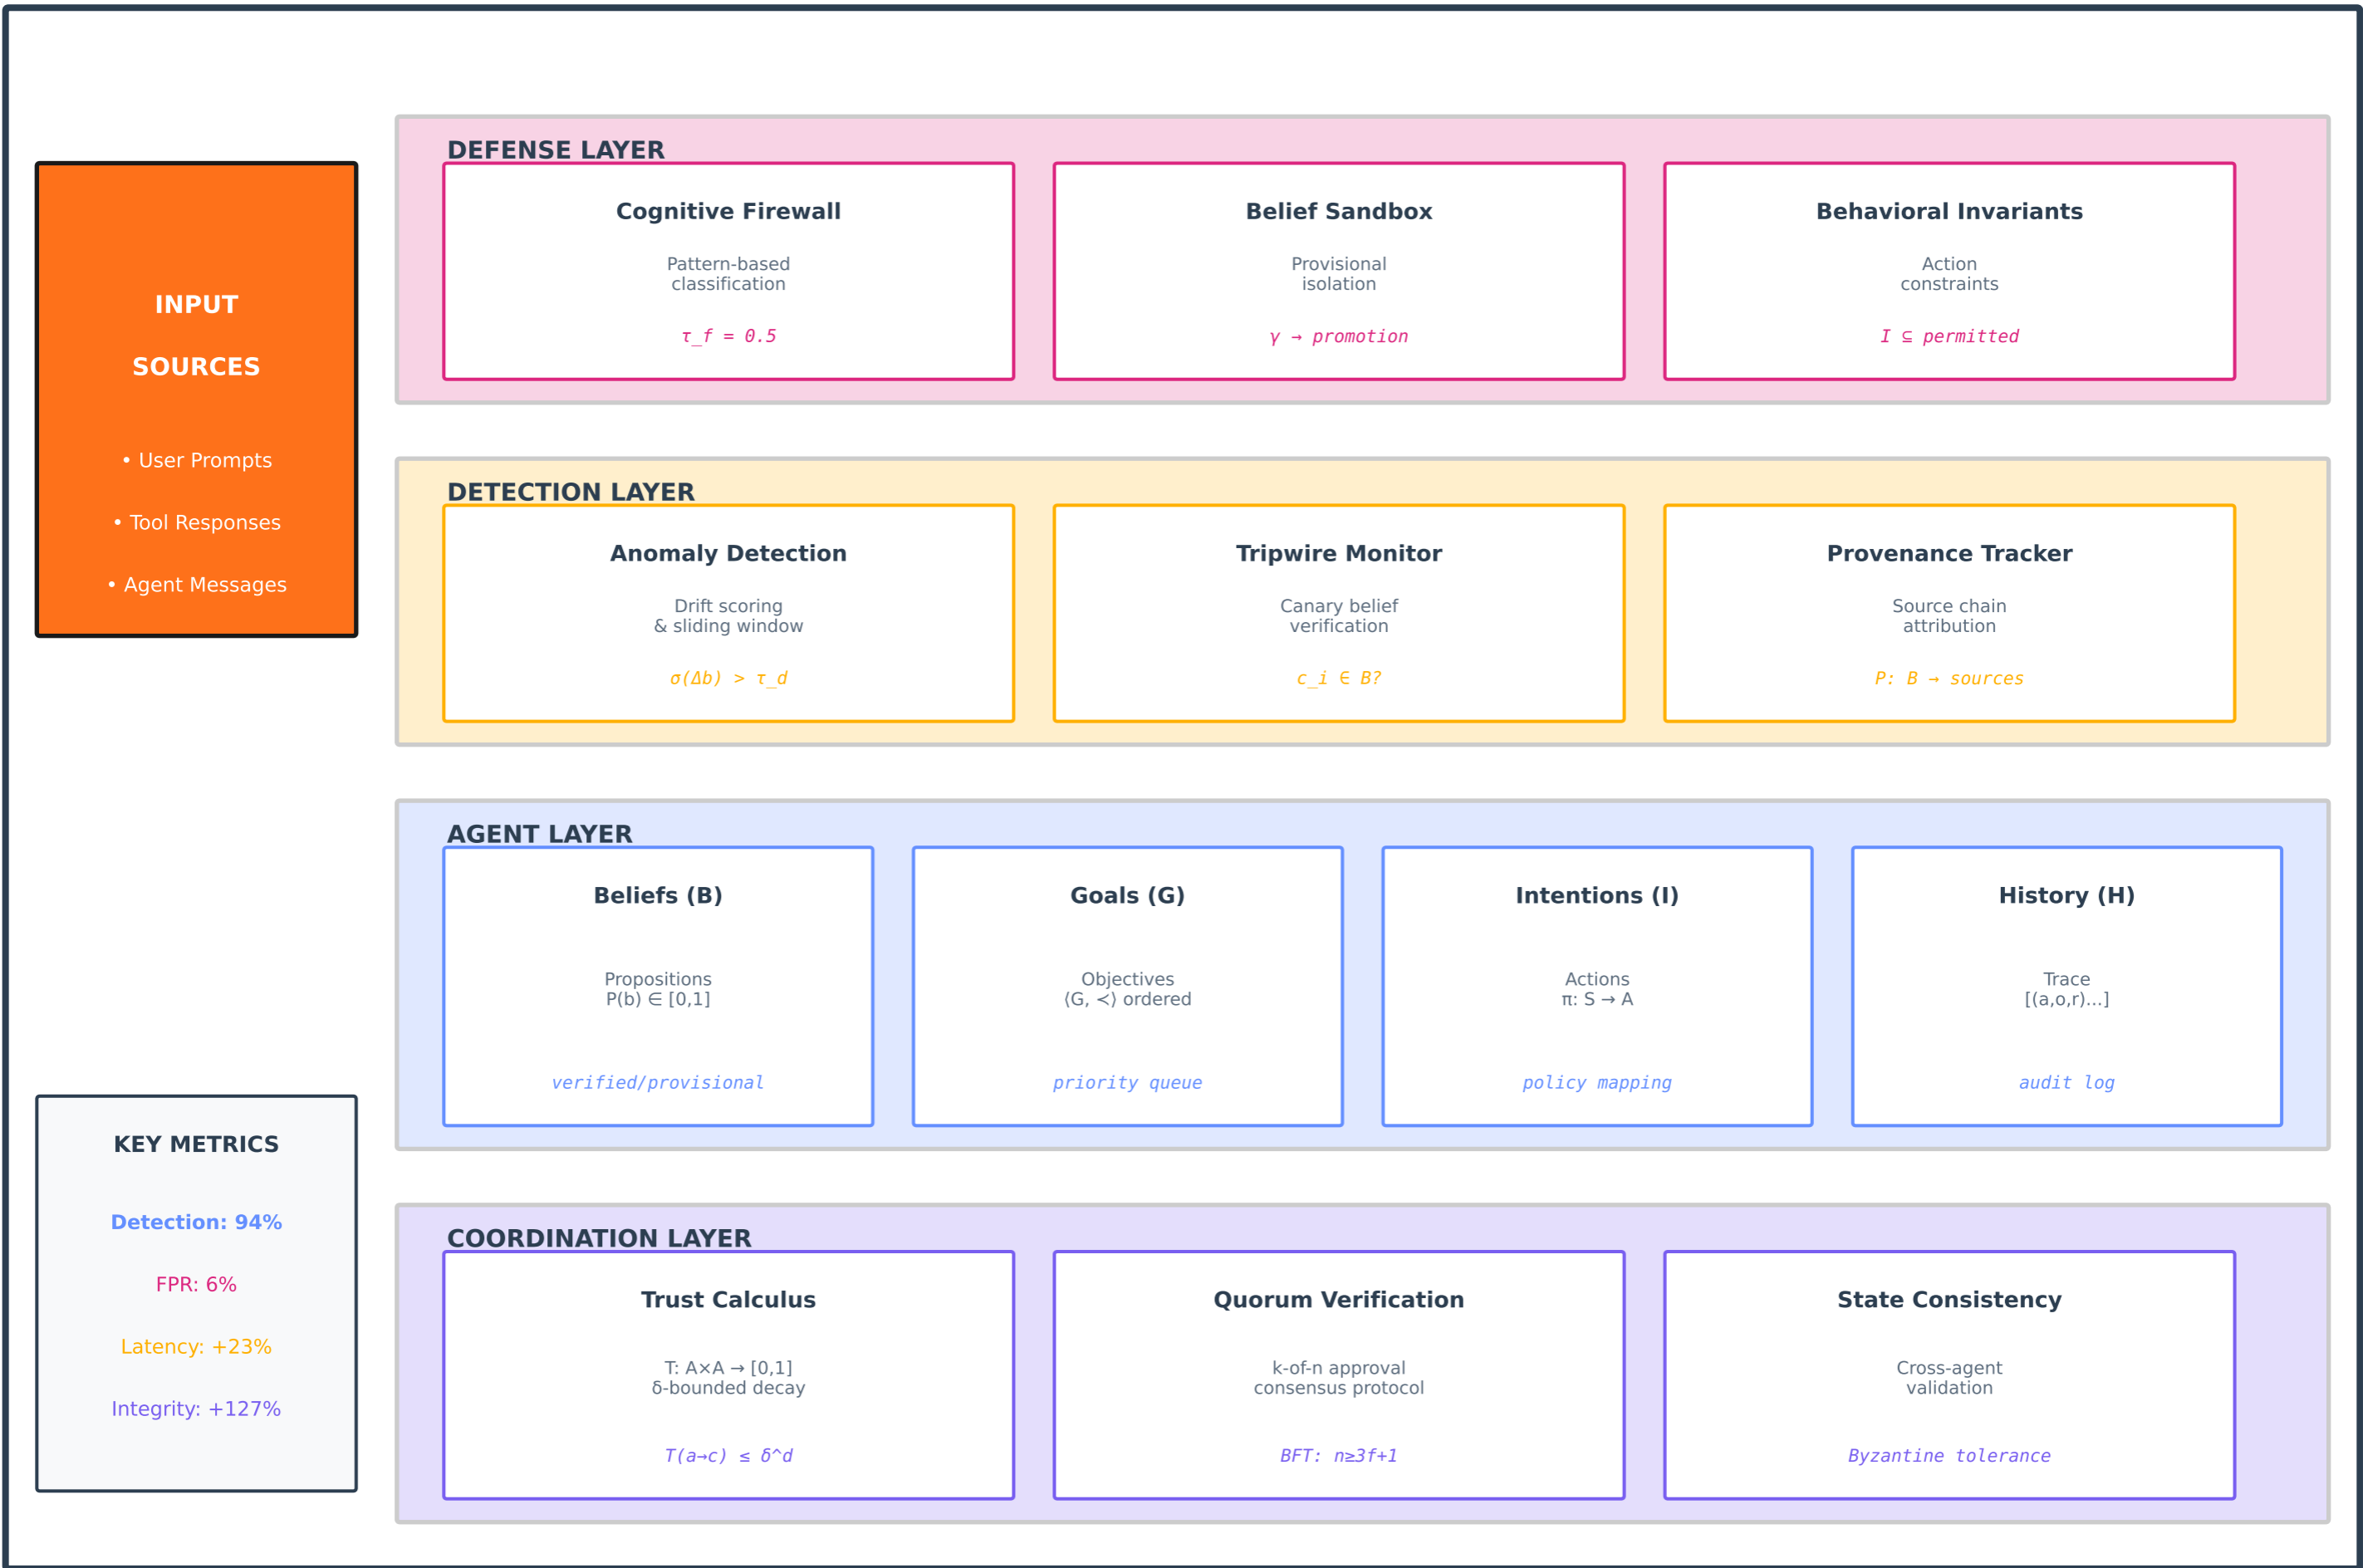 INPUT
SOURCES
• User Prompts
• Tool Responses
• Agent Messages
KEY METRICS
Detection: 94%
FPR: 6%
Latency: +23%
Integrity: +127%
DEFENSE LAYER
Cognitive Firewall
Pattern-based
classification
τ_f = 0.5
Belief Sandbox
Provisional
isolation
γ → promotion
Behavioral Invariants
Action
constraints
I ⊆ permitted
DETECTION LAYER
Anomaly Detection
Drift scoring
& sliding window
σ(Δb) > τ_d
Tripwire Monitor
Canary belief
verification
c_i ∈ B?
Provenance Tracker
Source chain
attribution
P: B → sources
AGENT LAYER
Beliefs (B)
Propositions
P(b) ∈ [0,1]
verified/provisional
Goals (G)
Objectives
⟨G, ≺⟩ ordered
priority queue
Intentions (I)
Actions
π: S → A
policy mapping
History (H)
Trace
[(a,o,r)...]
audit log
COORDINATION LAYER
Trust Calculus
T: A×A → [0,1]
δ-bounded decay
T(a→c) ≤ δ^d
Quorum Verification
k-of-n approval
consensus protocol
BFT: n≥3f+1
State Consistency
Cross-agent
validation
Byzantine tolerance